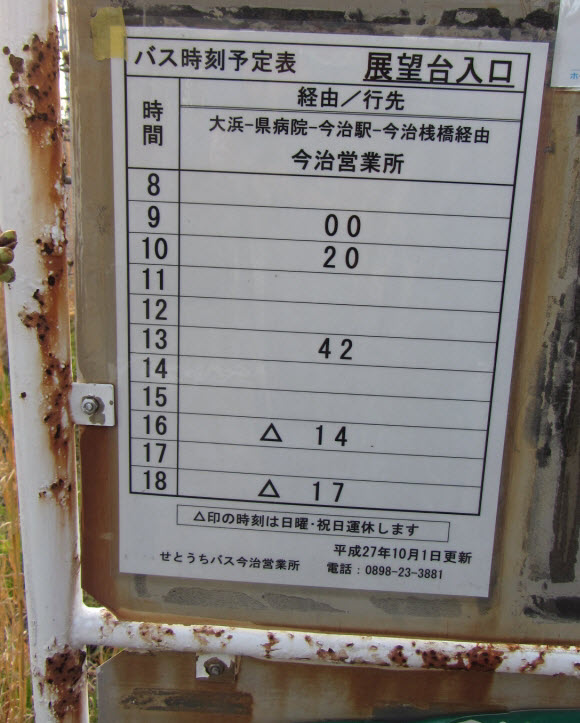 バス時刻予定表 展望台入口
時間 経由/行先
大浜-県病院-今治駅-今治桟橋経由
今治営業所
8
9 00
10 20
11
12
13 42
14
15
16 △ 14
17
18 △ 17
△印の時刻は日曜・祝日運休します
平成27年10月1日更新
せとうちバス今治営業所 電話:0898-23-3881